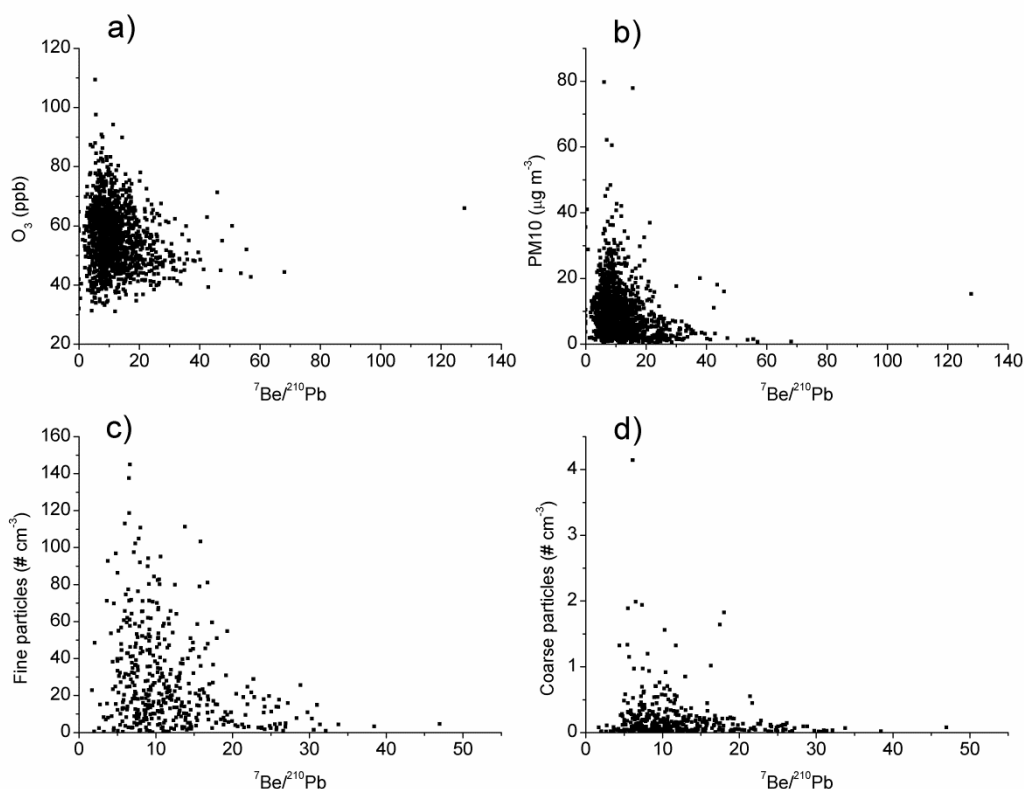 a)
120
100
80
60
40
20
O₃ (ppb)
0 20 40 60 80 100 120 140
⁷Be/²¹⁰Pb
b)
80
60
40
20
0
PM10 (μg m⁻³)
0 20 40 60 80 100 120 140
⁷Be/²¹⁰Pb
c)
160
140
120
100
80
60
40
20
0
Fine particles (# cm⁻³)
0 10 20 30 40 50
⁷Be/²¹⁰Pb
d)
4
3
2
1
0
Coarse particles (# cm⁻³)
0 10 20 30 40 50
⁷Be/²¹⁰Pb